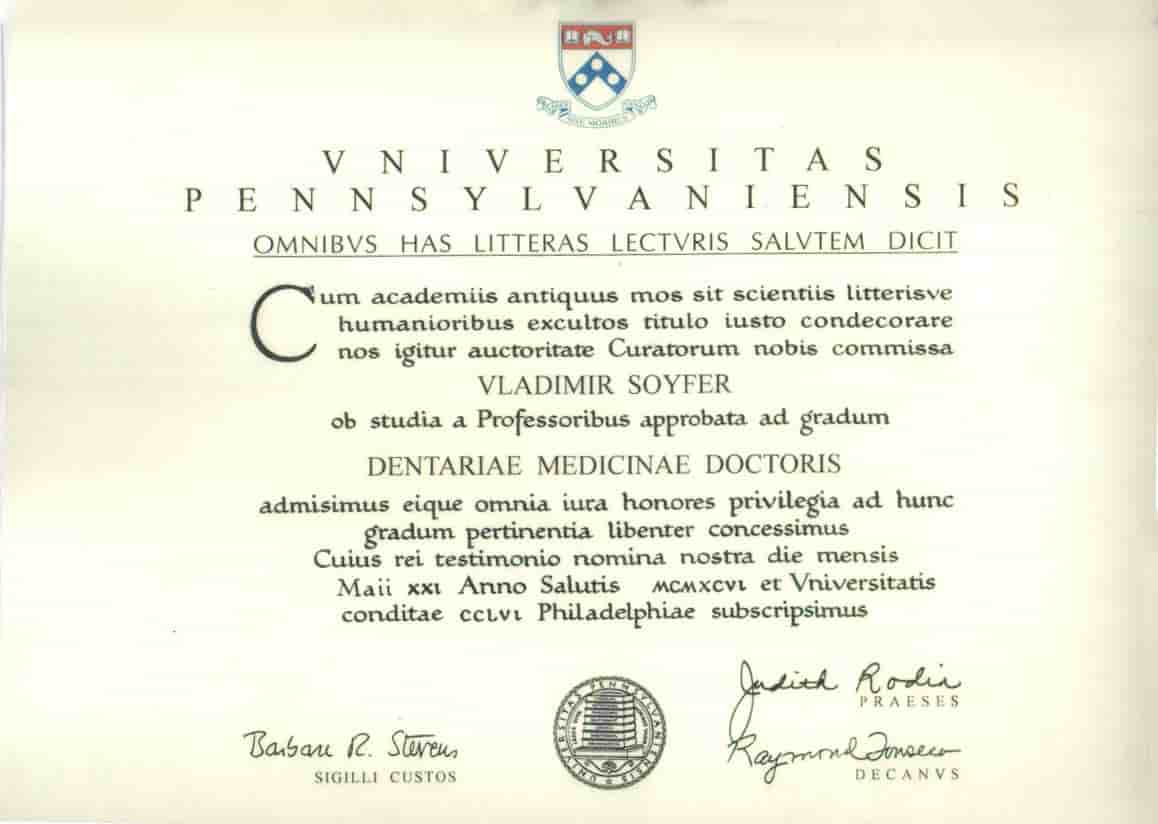 VNIVERSITAS
PENNSYLVANIENSIS
OMNIBVS HAS LITTERAS LECTVRIS SALVTEM DICIT
Cum academiis antiquus mos sit scientiis litterisve
humanioribus excultos titulo iusto condecorare
nos igitur auctoritate Curatorum nobis commissa
VLADIMIR SOYFER
ob studia a Professoribus approbata ad gradum
DENTARIAE MEDICINAE DOCTORIS
admisimus eique omnia iura honores privilegia ad hunc
gradum pertinentia libenter concessimus
Cuius rei testimonio nomina nostra die mensis
Maii XXI Anno Salutis MCMXCVI et Vniversitatis
conditae CCLVI Philadelphiae subscripsimus
Judith Rodin
PRAESES
Barbara R. Stevens
SIGILLI CUSTOS
UNIVERSITAS PENNSYLVANIENSIS
Raymond Fonseca
DECANVS